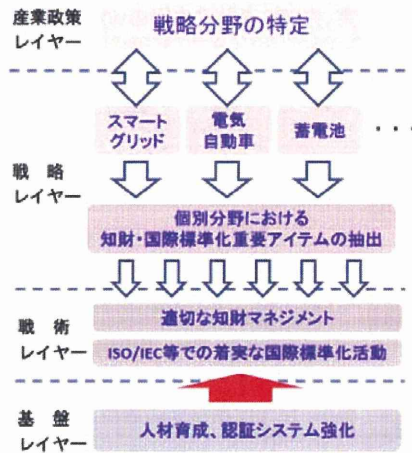 産業政策
レイヤー
戦略分野の特定
スマート
グリッド
電気
自動車
蓄電池
・・・
戦 略
レイヤー
個別分野における
知財・国際標準化重要アイテムの抽出
戦 術
レイヤー
適切な知財マネジメント
ISO/IEC等での着実な国際標準化活動
基 盤
レイヤー
人材育成、認証システム強化